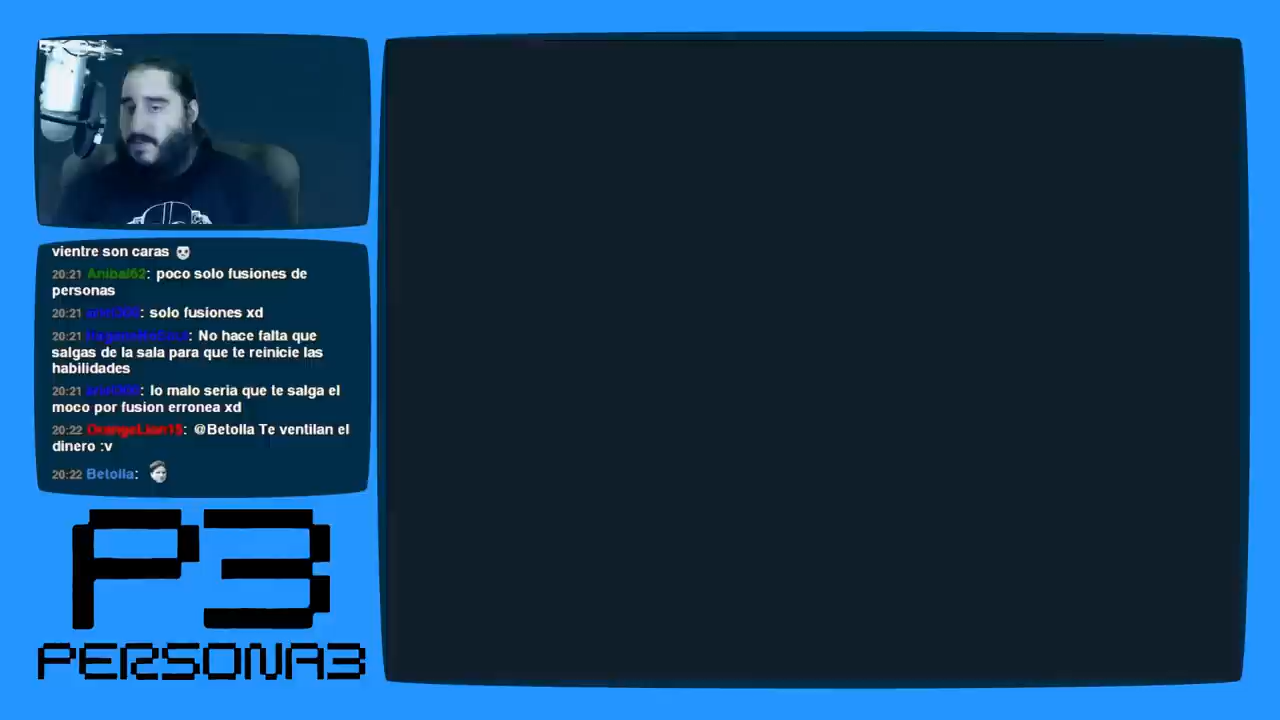 vientre son caras
20:21 Anibal62: poco solo fusiones de
personas
20:21 : solo fusiones xd
20:21 : No hace falta que
salgas de la sala para que te reinicie las
habilidades
20:21 : lo malo seria que te salga el
moco por fusion erronea xd
20:22 OrangeLion15: @Betolla Te ventilan el
dinero :v
20:22 Betolla:
P3
PERSONA3